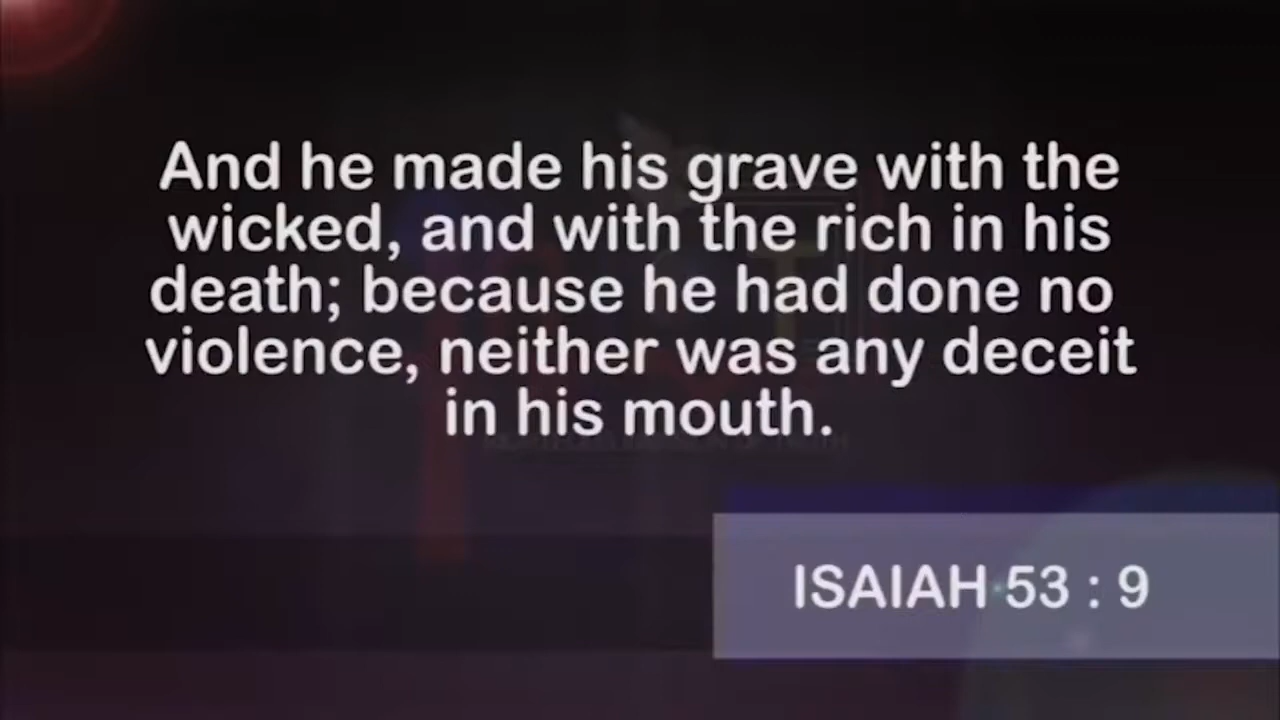 And he made his grave with the
wicked, and with the rich in his
death; because he had done no
violence, neither was any deceit
in his mouth.
ISAIAH 53 : 9